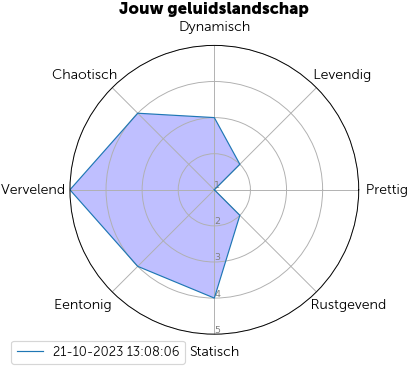 Jouw geluidslandschap
Dynamisch
Chaotisch
Levendig
Vervelend
1
Prettig
2
3
4
Eentonig
Rustgevend
5
21-10-2023 13:08:06
Statisch